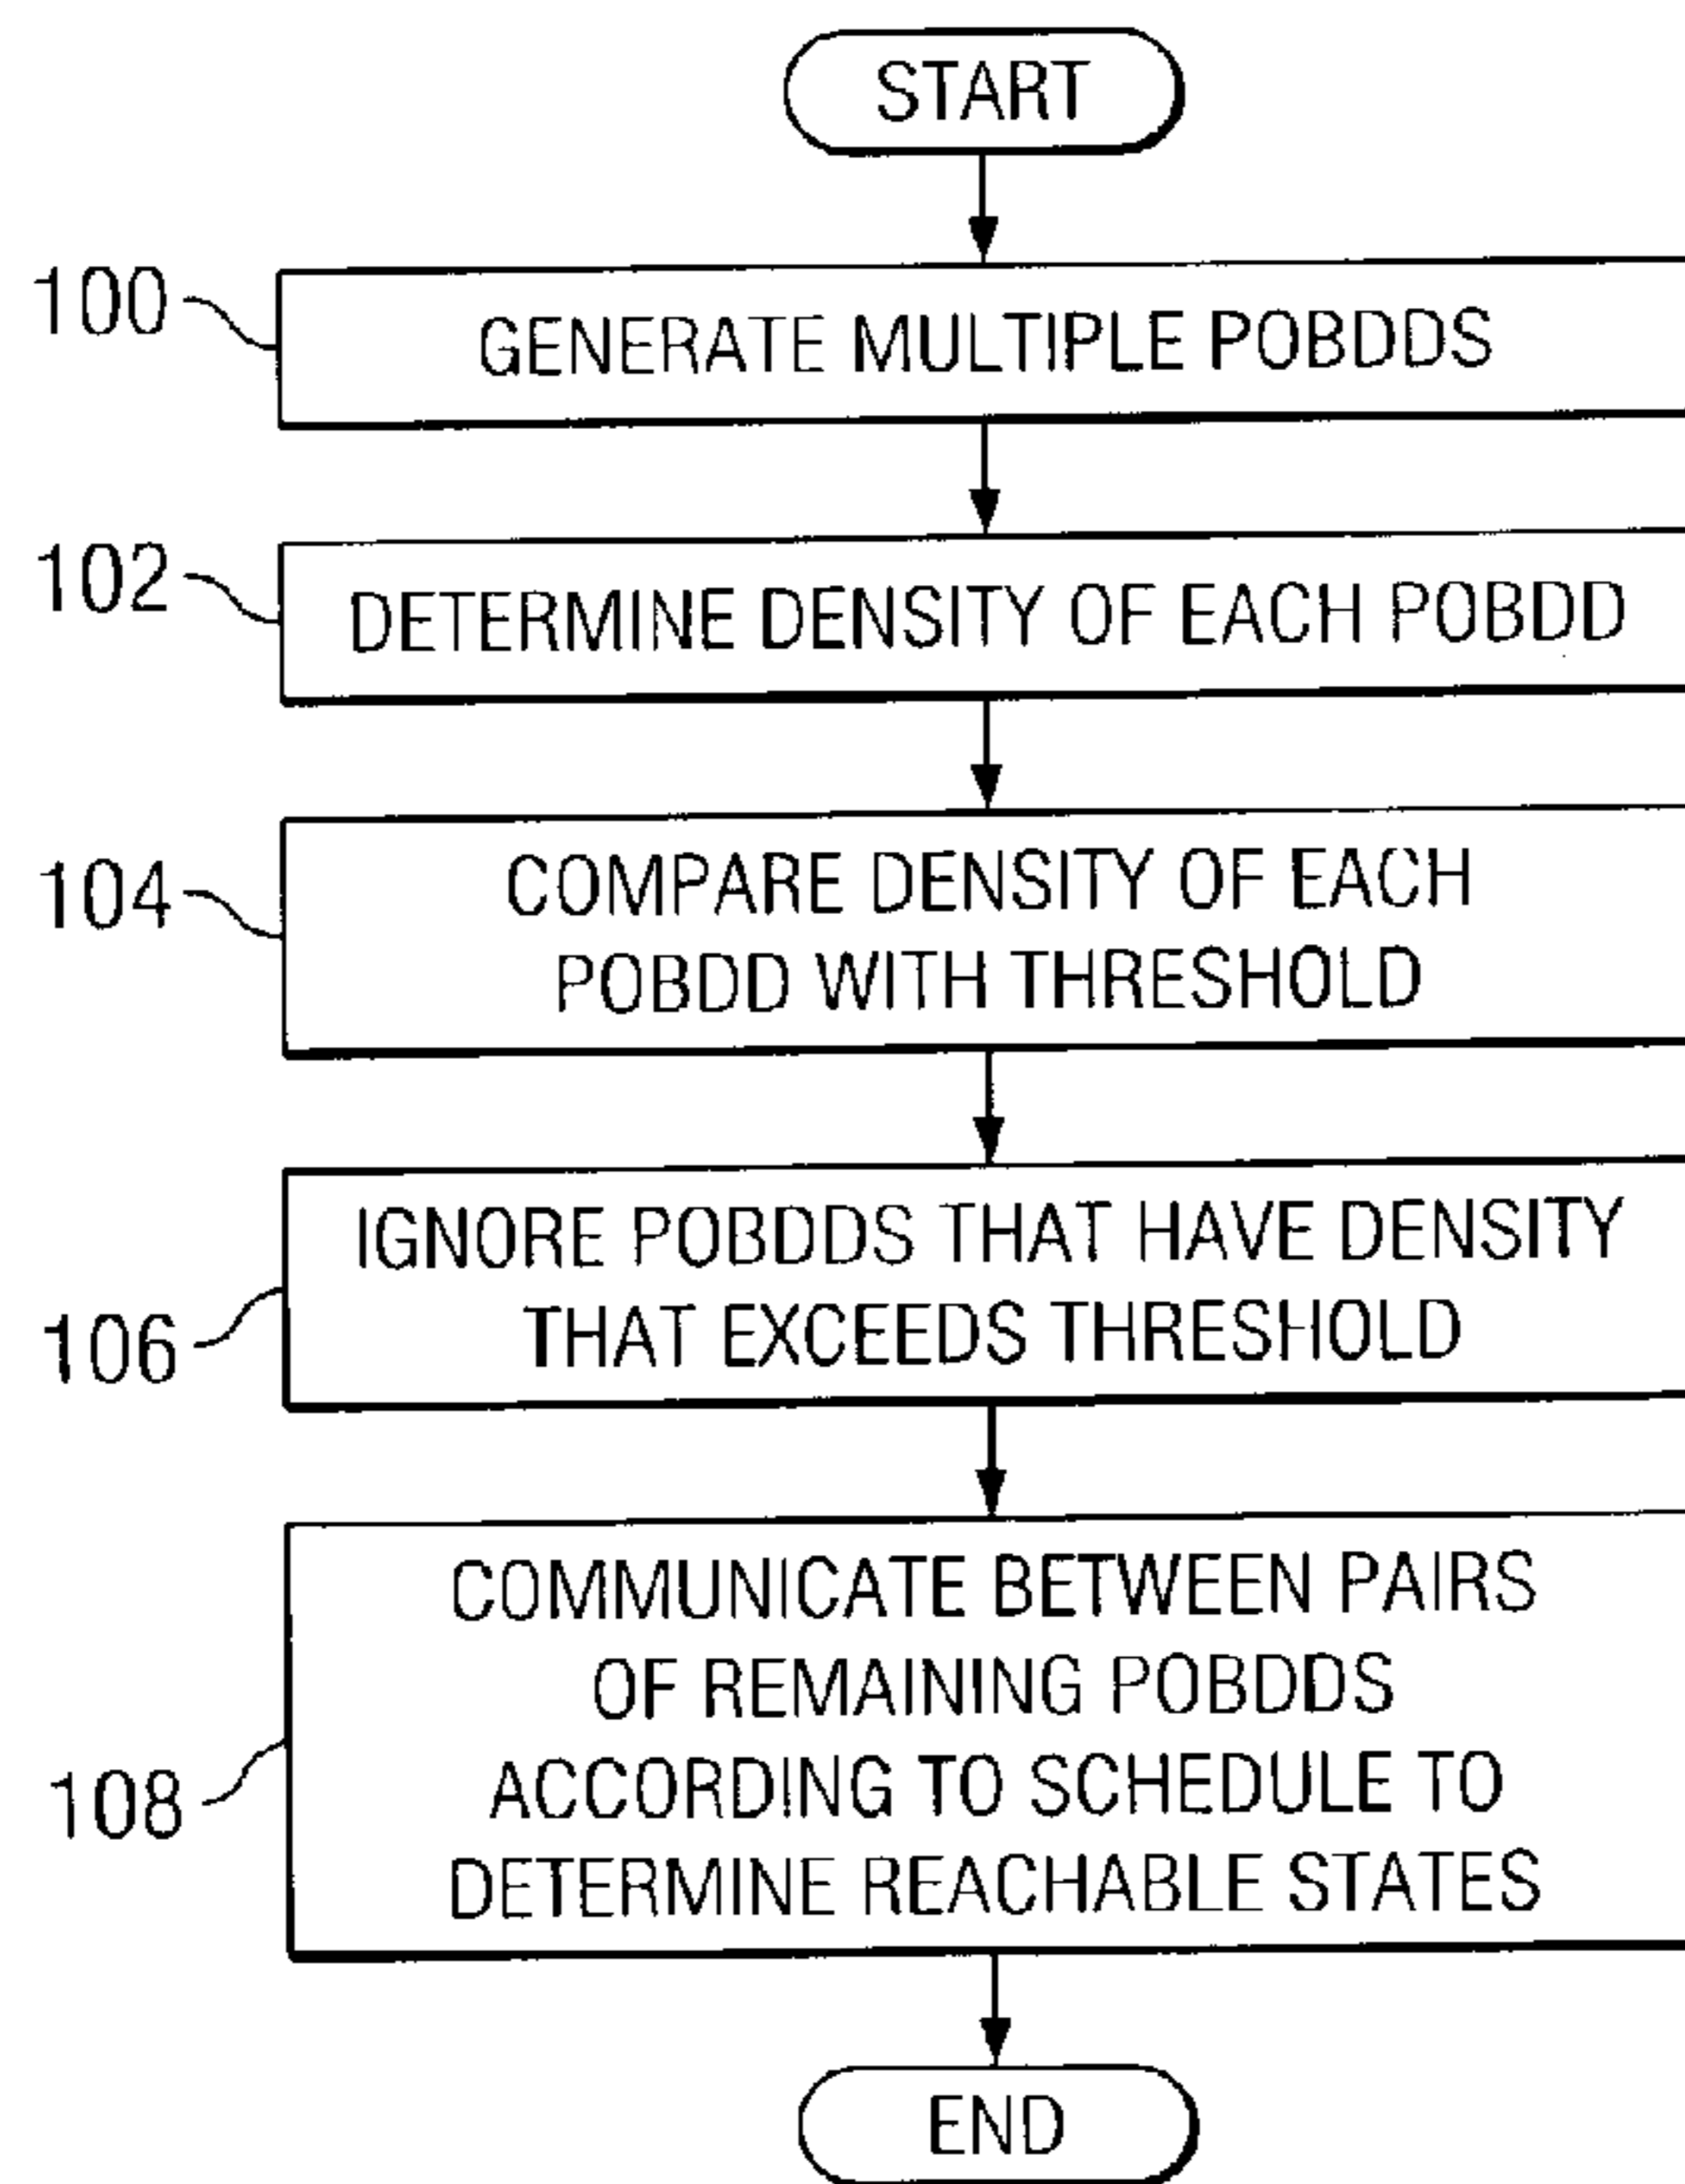 START
100
GENERATE MULTIPLE POBDDS
102
DETERMINE DENSITY OF EACH POBDD
104
COMPARE DENSITY OF EACH
POBDD WITH THRESHOLD
106
IGNORE POBDDS THAT HAVE DENSITY
THAT EXCEEDS THRESHOLD
108
COMMUNICATE BETWEEN PAIRS
OF REMAINING POBDDS
ACCORDING TO SCHEDULE TO
DETERMINE REACHABLE STATES
END